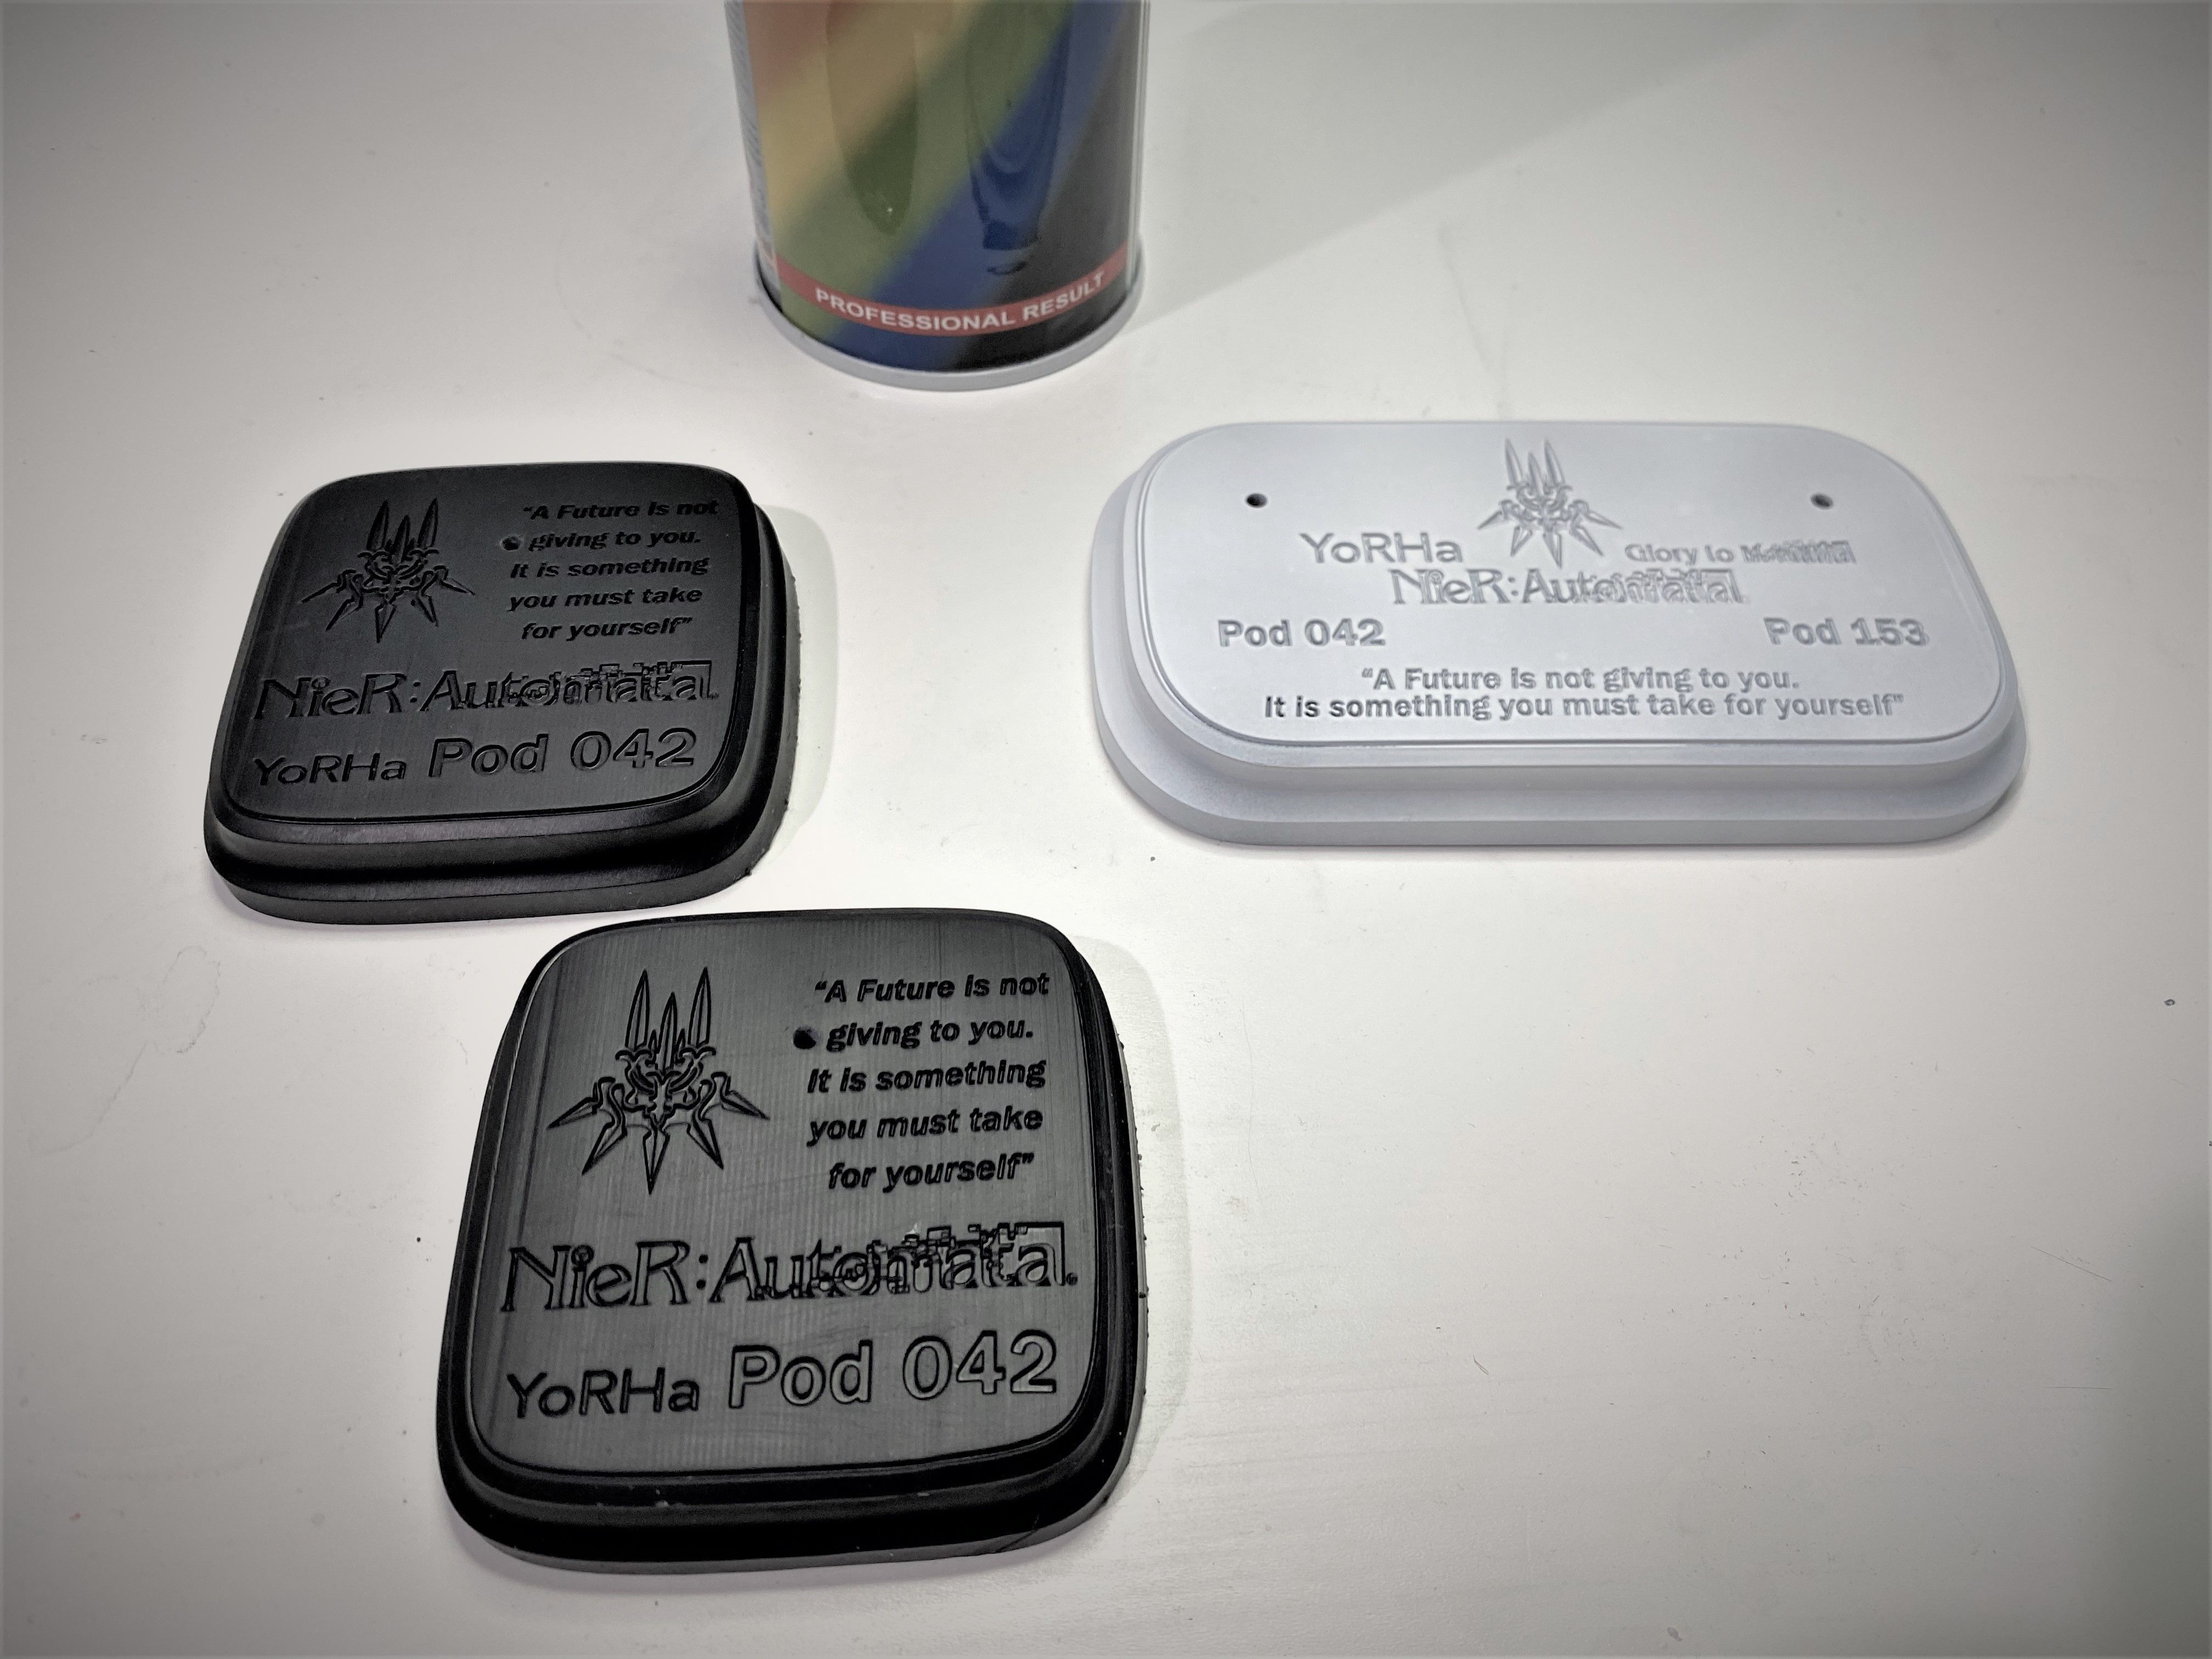 PROFESSIONAL RESULT
"A Future is not
giving to you.
It is something
you must take
for yourself"
NieR:Automata
YoRHa Pod 042
YoRHa
Glory to Mankind
NieR:Automata
Pod 042
Pod 153
"A Future is not giving to you.
It is something you must take for yourself"
"A Future is not
giving to you.
It is something
you must take
for yourself"
NieR:Automata
YoRHa Pod 042